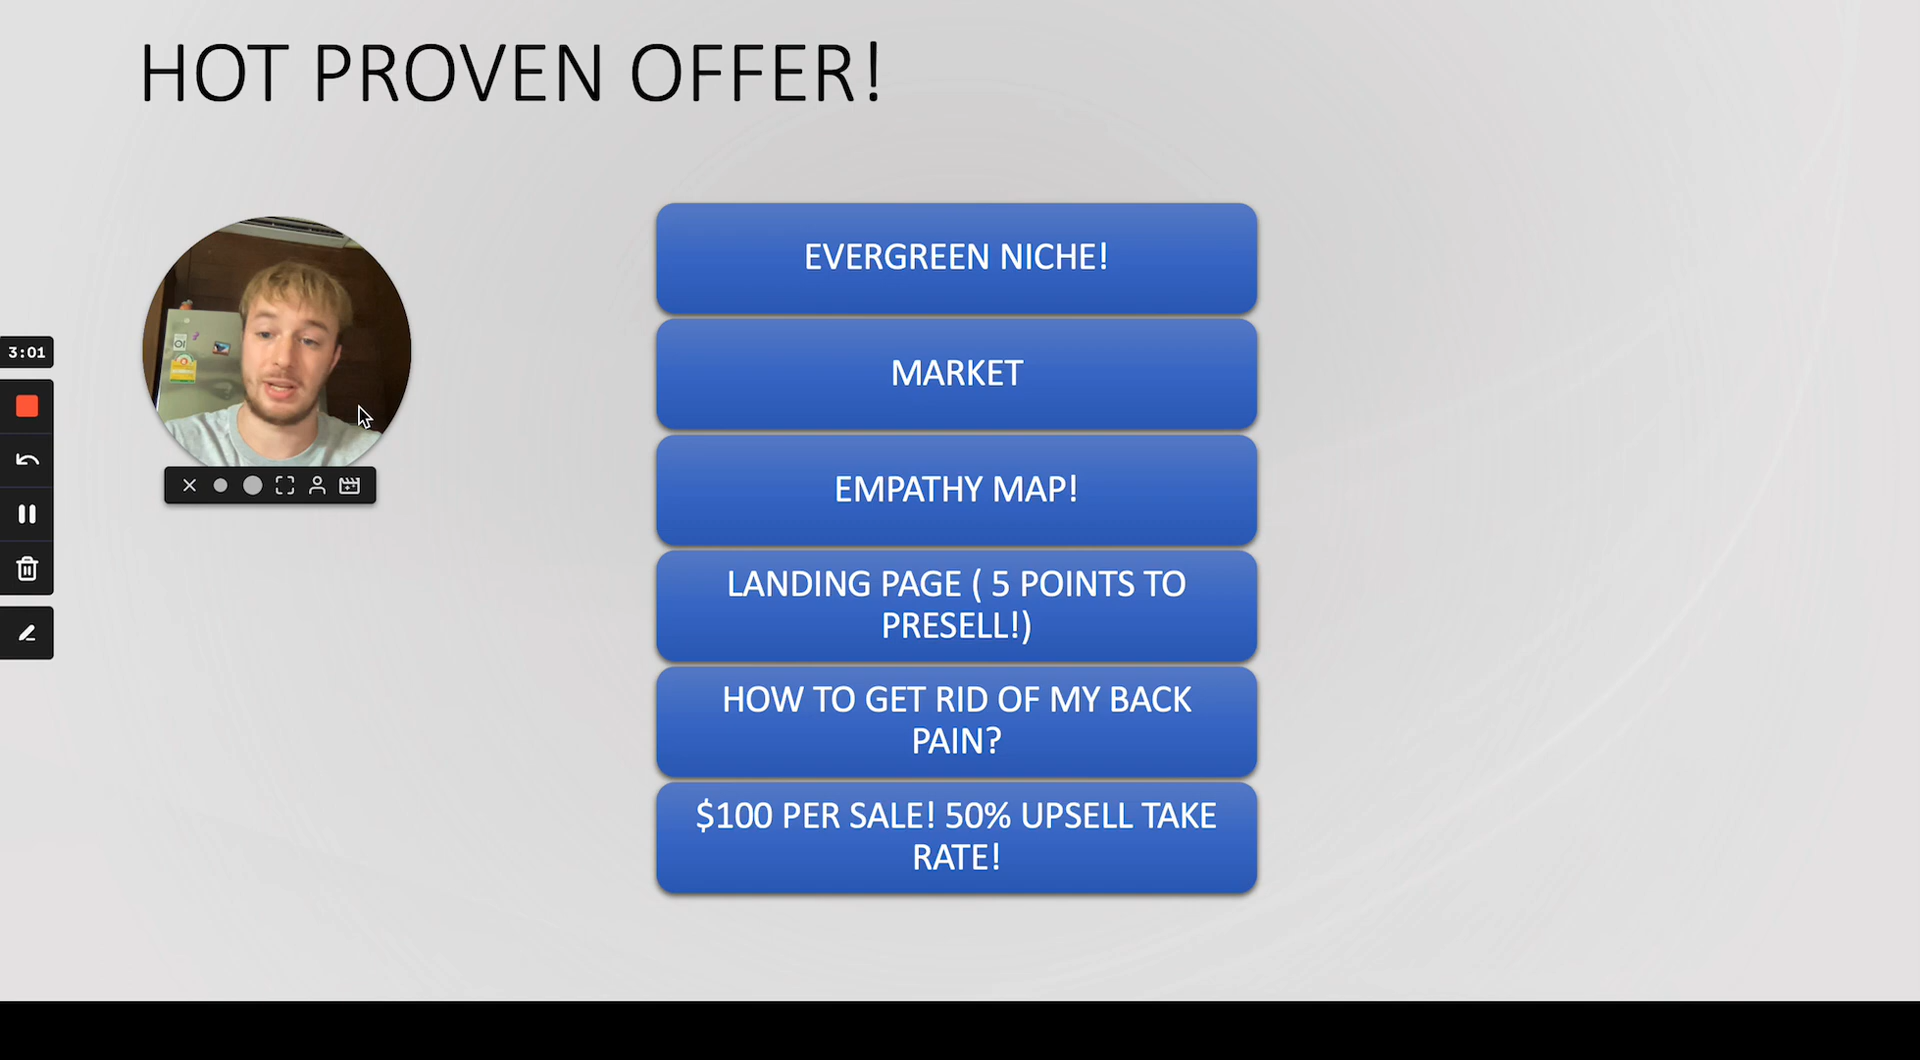 HOT PROVEN OFFER!
EVERGREEN NICHE!
MARKET
3:01
EMPATHY MAP!
LANDING PAGE ( 5 POINTS TO
PRESELL!)
HOW TO GET RID OF MY BACK
PAIN?
$100 PER SALE! 50% UPSELL TAKE
RATE!